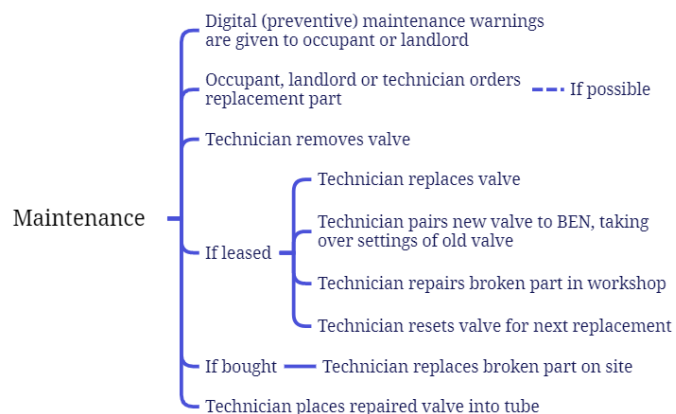 Digital (preventive) maintenance warnings
are given to occupant or landlord
Occupant, landlord or technician orders
replacement part
If possible
Technician removes valve
Maintenance
If leased
Technician replaces valve
Technician pairs new valve to BEN, taking
over settings of old valve
Technician repairs broken part in workshop
Technician resets valve for next replacement
If bought
Technician replaces broken part on site
Technician places repaired valve into tube